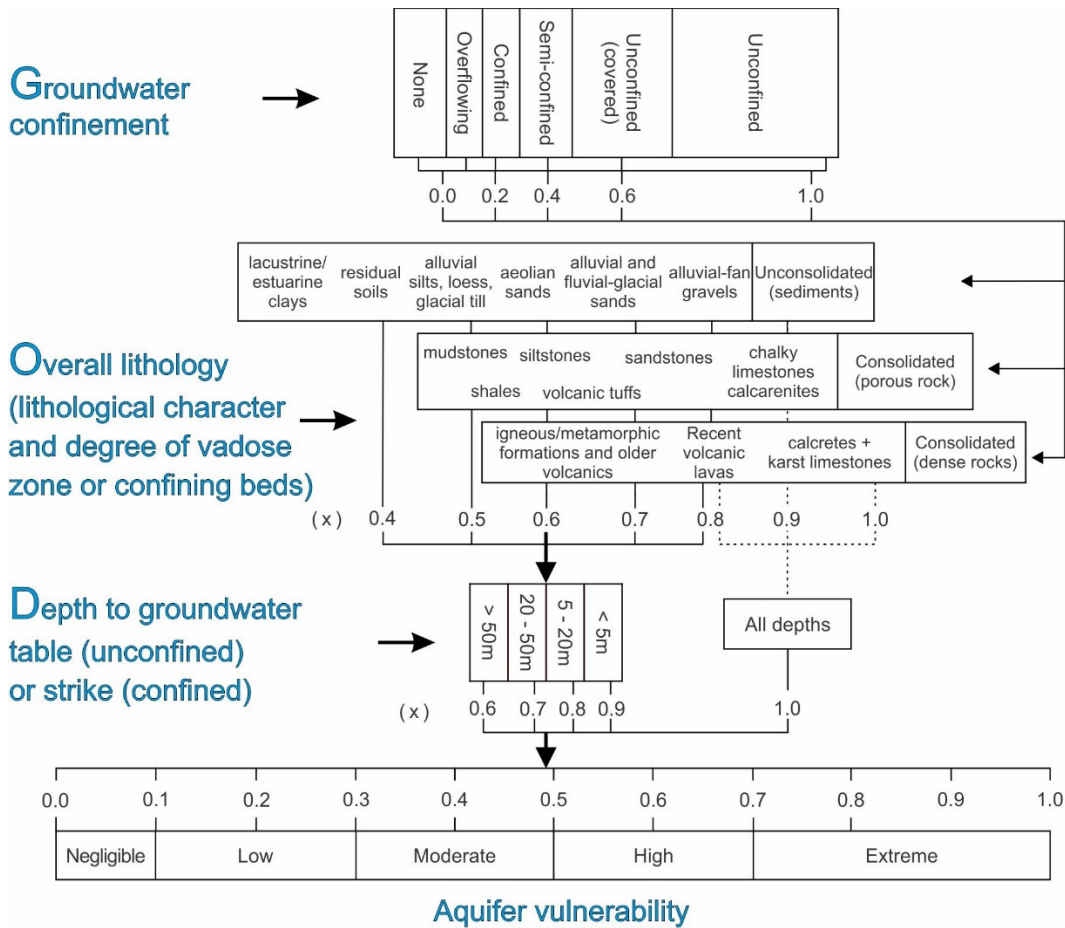 Groundwater
confinement
None
Overflowing
Confined
Semi-confined
Unconfined
(covered)
Unconfined
0.0 0.2 0.4 0.6 1.0
lacustrine/
estuarine
clays
residual
soils
alluvial
silts, loess,
glacial till
aeolian
sands
alluvial and
fluvial-glacial
sands
alluvial-fan
gravels
Unconsolidated
(sediments)
Overall lithology
(lithological character
and degree of vadose
zone or confining beds)
mudstones
siltstones
sandstones
chalky
limestones
calcarenites
shales
volcanic tuffs
Consolidated
(porous rock)
igneous/metamorphic
formations and older
volcanics
Recent
volcanic
lavas
calcretes +
karst limestones
Consolidated
(dense rocks)
(x) 0.4 0.5 0.6 0.7 0.8 0.9 1.0
Depth to groundwater
table (unconfined)
or strike (confined)
> 50m
20 - 50m
5 - 20m
< 5m
All depths
(x) 0.6 0.7 0.8 0.9 1.0
0.0 0.1 0.2 0.3 0.4 0.5 0.6 0.7 0.8 0.9 1.0
Negligible Low Moderate High Extreme
Aquifer vulnerability